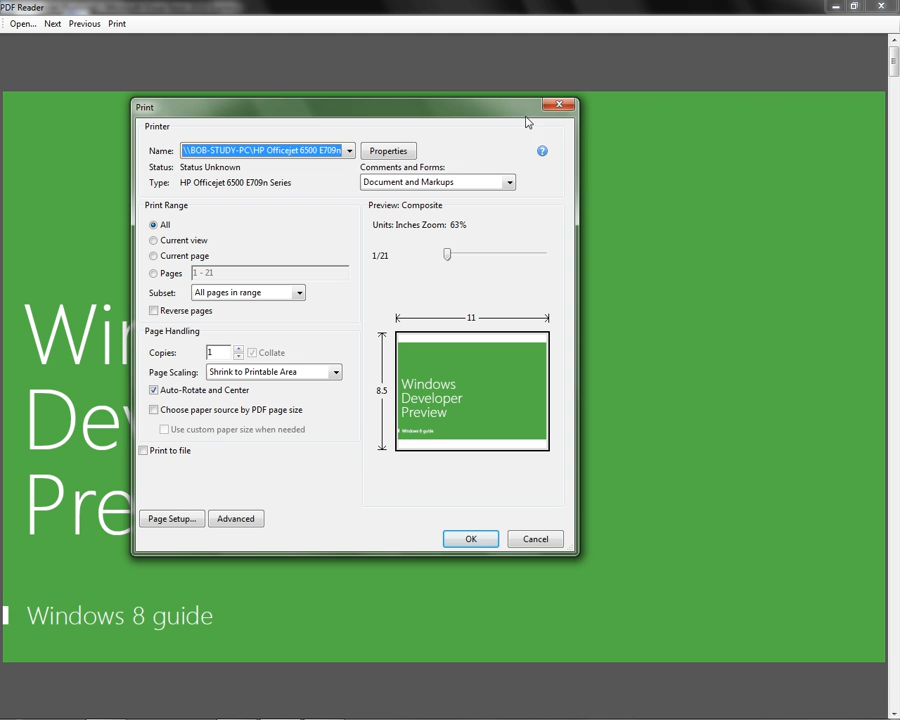 PDF Reader
Open... Next Previous Print
Print
Printer
Name: \\BOB-STUDY-PC\HP Officejet 6500 E709n Properties
Status: Status Unknown Comments and Forms:
Type: HP Officejet 6500 E709n Series Document and Markups
Print Range Preview: Composite
All Units: Inches Zoom: 63%
Current view
Current page 1/21
Pages 1 - 21
Subset: All pages in range
Reverse pages
11
Page Handling
Copies: 1 Collate
Page Scaling: Shrink to Printable Area
Auto-Rotate and Center
8.5
Windows
Developer
Preview
Windows 8 guide
Choose paper source by PDF page size
Use custom paper size when needed
Print to file
Page Setup... Advanced
OK Cancel
Win
Dev
Pre
Windows 8 guide